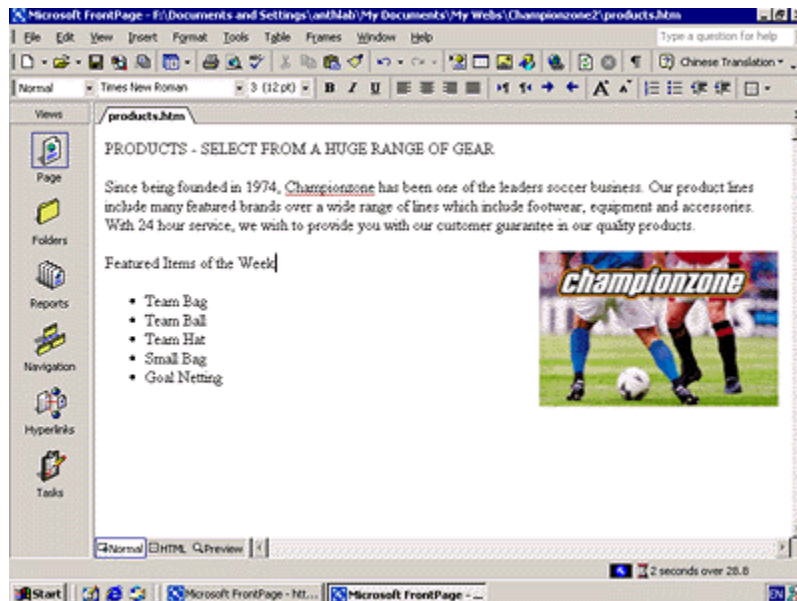 Microsoft FrontPage - F:\Documents and Settings\anthlab\My Documents\My Webs\Championzone2\products.htm
File Edit View Insert Format Tools Table Frames Window Help Type a question for help
Chinese Translation
Normal Times New Roman 3 (12 pt) B I U A A
Views products.htm
Page
Folders
Reports
Navigation
Hyperlinks
Tasks
PRODUCTS - SELECT FROM A HUGE RANGE OF GEAR
Since being founded in 1974, Championzone has been one of the leaders soccer business. Our product lines
include many featured brands over a wide range of lines which include footwear, equipment and accessories.
With 24 hour service, we wish to provide you with our customer guarantee in our quality products.
Featured Items of the Week
• Team Bag
• Team Ball
• Team Hat
• Small Bag
• Goal Netting
championzone
Normal HTML Preview
2 seconds over 28.8
Start Microsoft FrontPage - htt... Microsoft FrontPage - ... EN